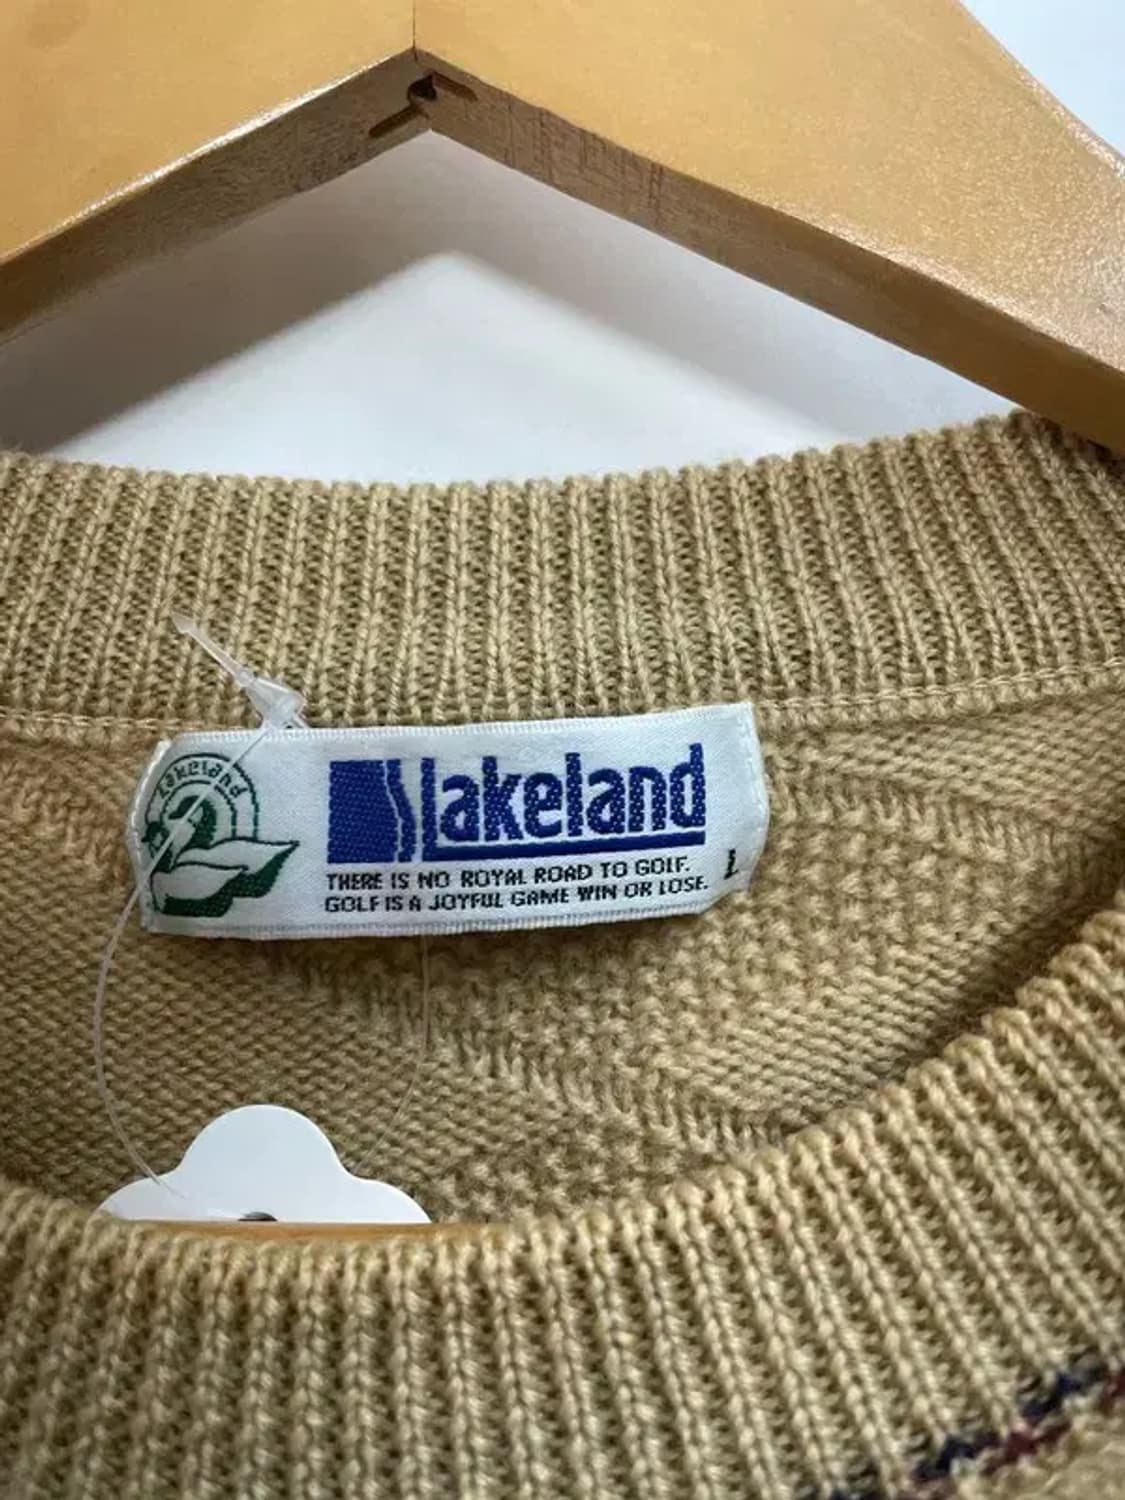 Lakeland
Lakeland
THERE IS NO ROYAL ROAD TO GOLF.
GOLF IS A JOYFUL GAME WIN OR LOSE.
L